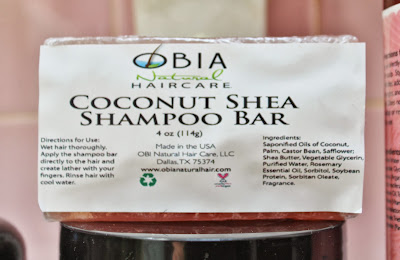 OBIA
Natural
HAIRCARE
COCONUT SHEA
SHAMPOO BAR
4 oz (114g)
Directions for Use:
Wet hair thoroughly.
Apply the shampoo bar
directly to the hair and
create lather with your
fingers. Rinse hair with
cool water.
Made in the USA
OBI Natural Hair Care, LLC
Dallas, TX 75374
www.obianaturalhair.com
Ingredients:
Saponified Oils of Coconut,
Palm, Castor Bean, Safflower;
Shea Butter, Vegetable Glycerin,
Purified Water, Rosemary
Essential Oil, Sorbitol, Soybean
Protein, Sorbitan Oleate,
Fragrance.